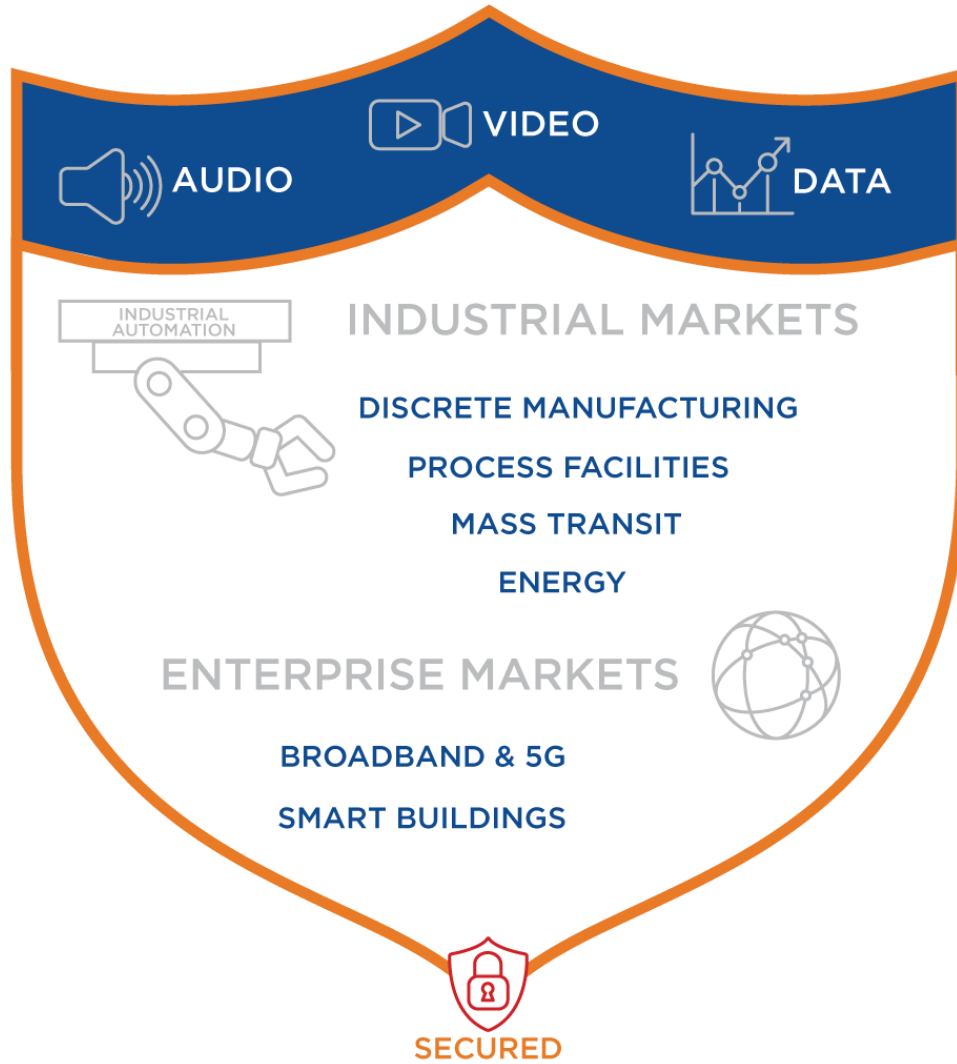 VIDEO
AUDIO
DATA
INDUSTRIAL
AUTOMATION
INDUSTRIAL MARKETS
DISCRETE MANUFACTURING
PROCESS FACILITIES
MASS TRANSIT
ENERGY
ENTERPRISE MARKETS
BROADBAND & 5G
SMART BUILDINGS
SECURED